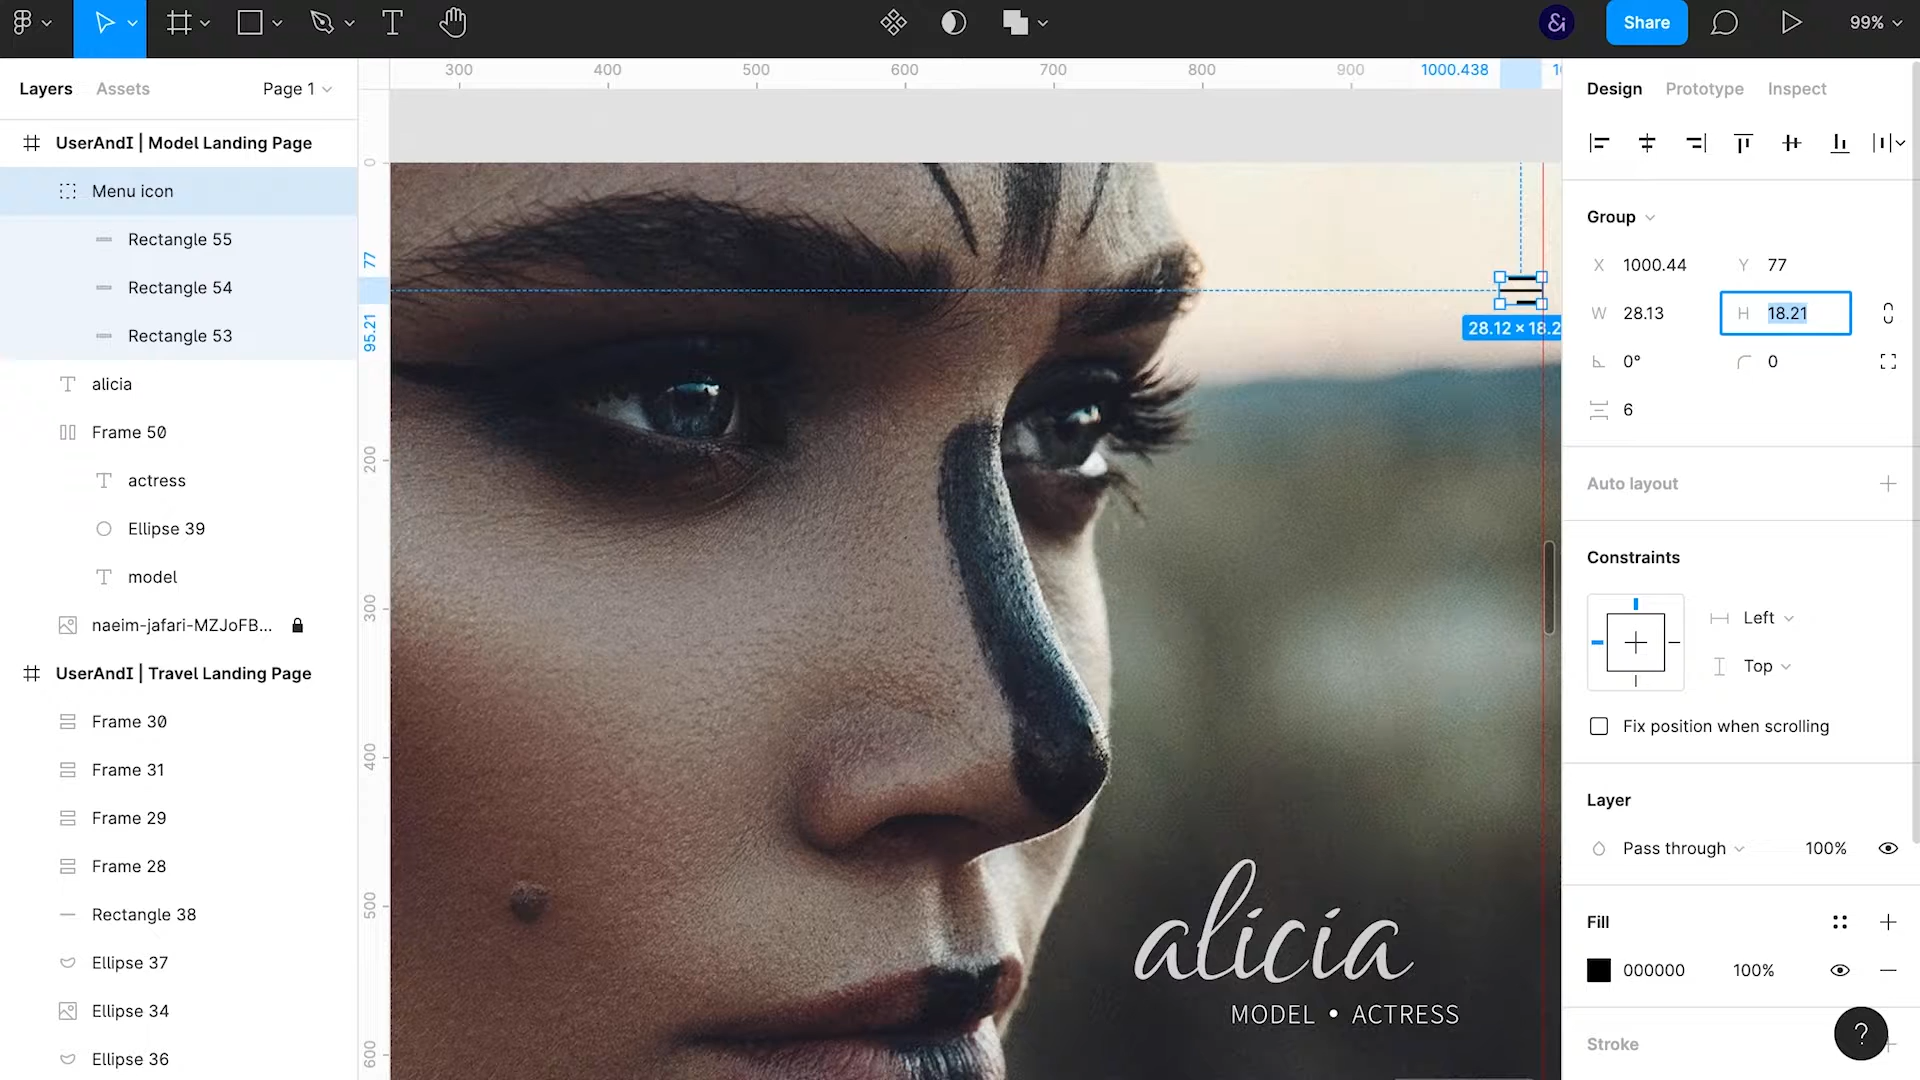 &i
Share
99%
Layers
Assets
Page 1
300
400
500
600
700
800
900
1000.438
Design
Prototype
Inspect
UserAndI | Model Landing Page
Menu icon
Rectangle 55
Rectangle 54
Rectangle 53
alicia
Frame 50
actress
Ellipse 39
model
naeim-jafari-MZJoFB...
UserAndI | Travel Landing Page
Frame 30
Frame 31
Frame 29
Frame 28
Rectangle 38
Ellipse 37
Ellipse 34
Ellipse 36
0
77
95.21
200
300
400
500
600
28.12 × 18.2
alicia
MODEL • ACTRESS
Group
X 1000.44
Y 77
W 28.13
H 18.21
0°
0
6
Auto layout
Constraints
Left
Top
Fix position when scrolling
Layer
Pass through
100%
Fill
000000
100%
Stroke
?